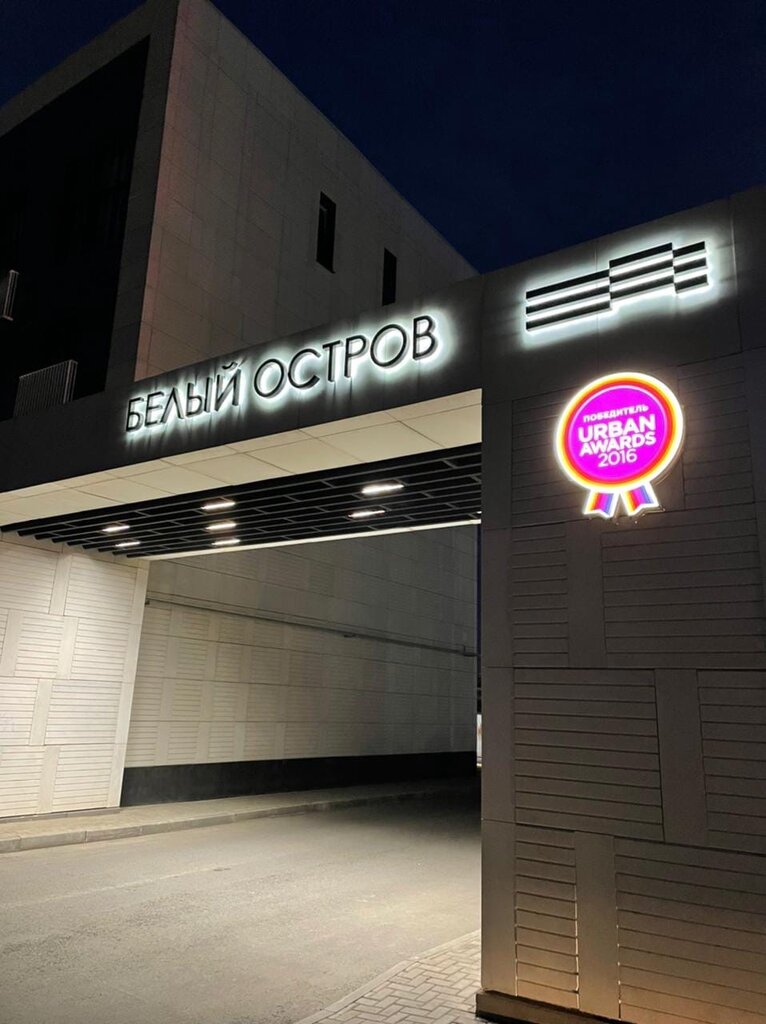 БЕЛЫЙ ОСТРОВ
ПОБЕДИТЕЛЬ
URBAN
AWARDS
2016